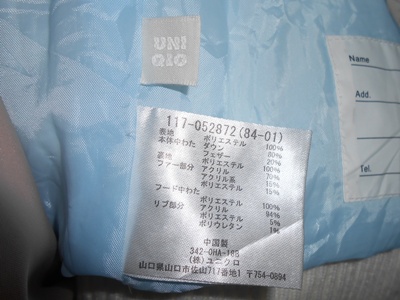 UNI
QLO
Name
Add.
Tel.
117-052872(84-01)
表地 ポリエステル 100%
本体中わた ダウン 80%
フェザー 20%
裏地 ポリエステル 100%
ファー部分 アクリル 70%
アクリル系 15%
ポリエステル 15%
フード中わた
ポリエステル 100%
リブ部分 アクリル 94%
ポリエステル 5%
ポリウレタン 1%
中国製
342-OHA-18S
(株)ユニクロ
山口県山口市佐山717番地1 〒754-0894